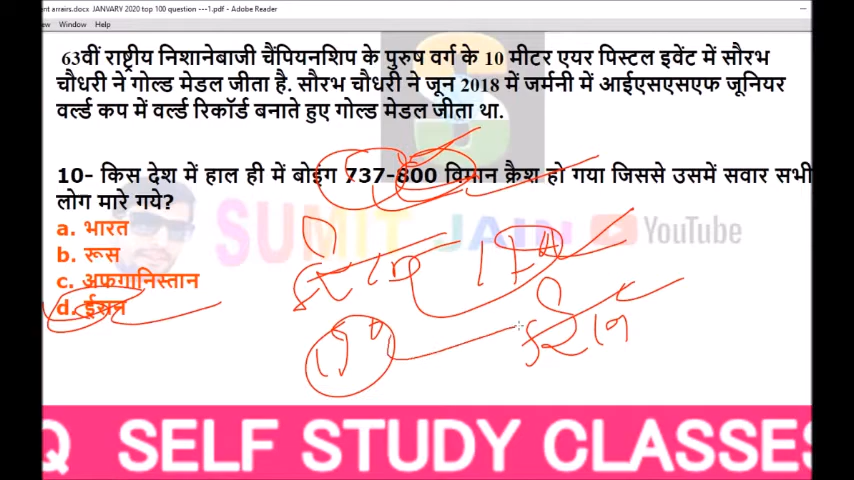 ent arrairs.docx JANVARY 2020 top 100 question ---1.pdf - Adobe Reader
Window Help
63वीं राष्ट्रीय निशानेबाजी चैंपियनशिप के पुरुष वर्ग के 10 मीटर एयर पिस्टल इवेंट में सौरभ
चौधरी ने गोल्ड मेडल जीता है. सौरभ चौधरी ने जून 2018 में जर्मनी में आईएसएसएफ जूनियर
वर्ल्ड कप में वर्ल्ड रिकॉर्ड बनाते हुए गोल्ड मेडल जीता था.
10- किस देश में हाल ही में बोइंग 737-800 विमान क्रैश हो गया जिससे उसमें सवार सभी
लोग मारे गये?
a. भारत
b. रूस
c. अफगानिस्तान
d. ईरान
SUMIT JAIN YouTube
Q SELF STUDY CLASSES